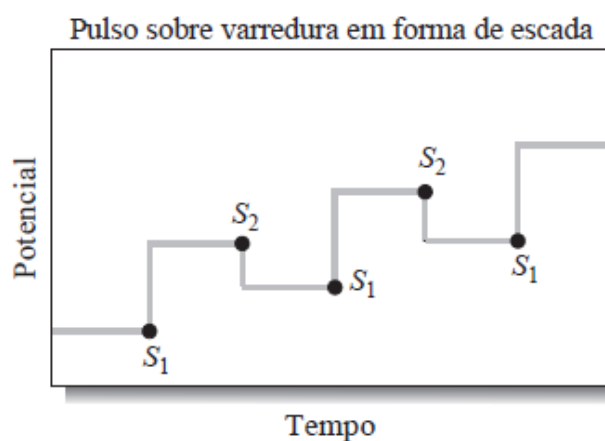 Pulso sobre varredura em forma de escada
Potencial
S₂
S₂
S₁
S₁
S₁
Tempo